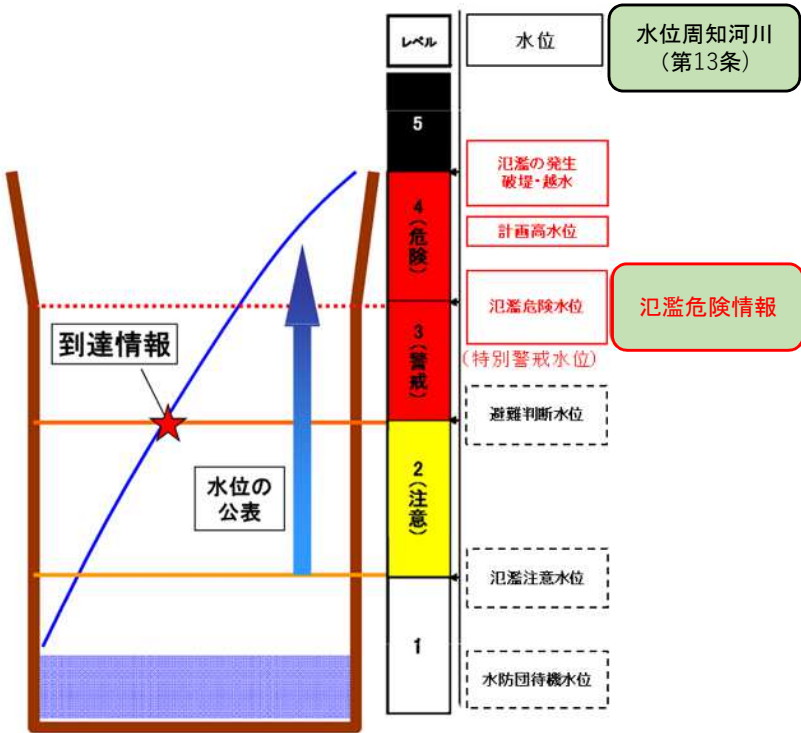 レベル
水位
水位周知河川
(第13条)
5
氾濫の発生
破堤・越水
4(危険)
計画高水位
氾濫危険水位
氾濫危険情報
(特別警戒水位)
到達情報
3(警戒)
避難判断水位
水位の
公表
2(注意)
氾濫注意水位
1
水防団待機水位